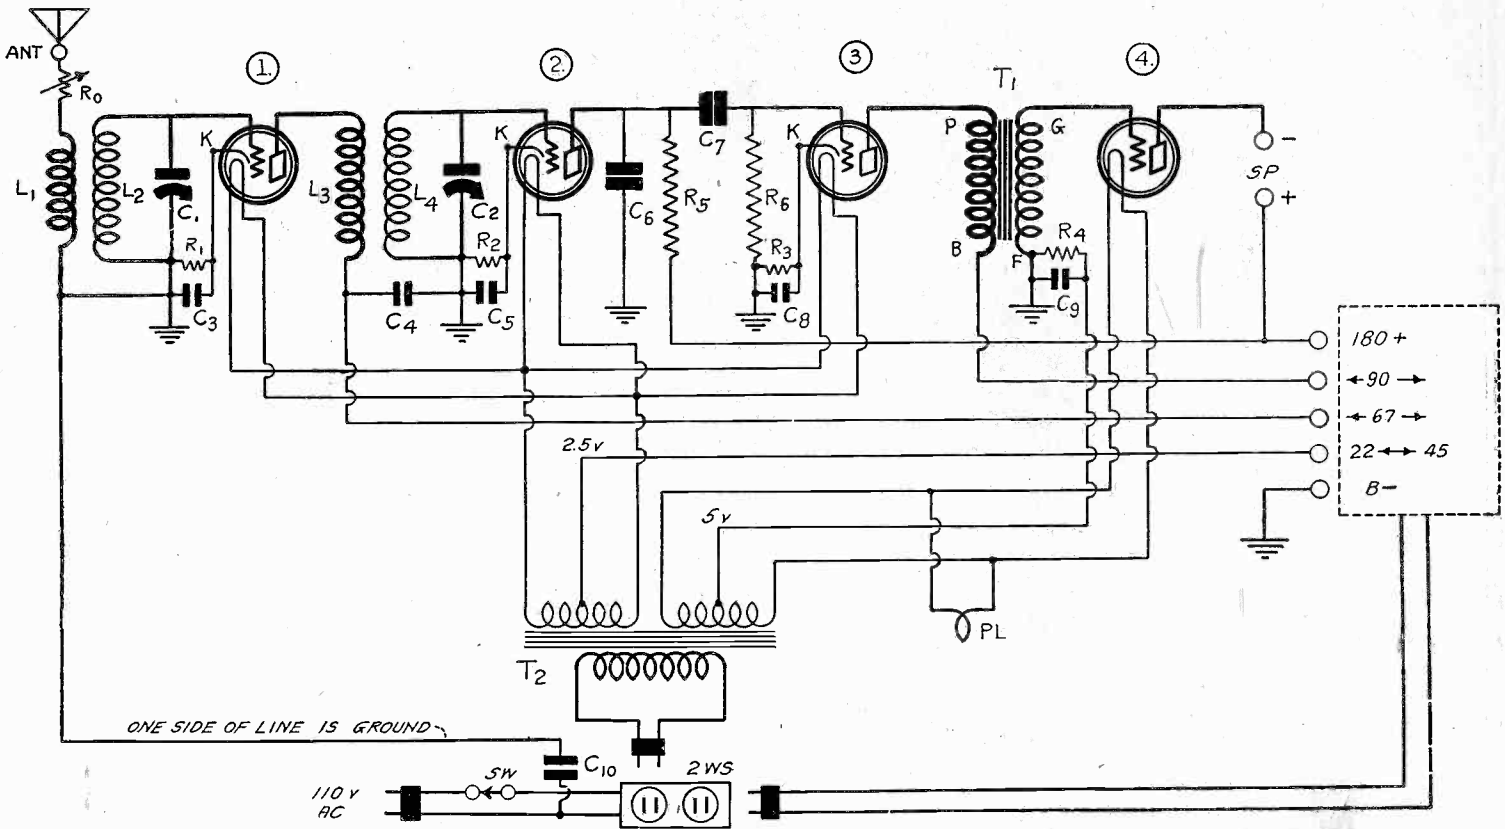 ANT
R0
1.
2.
3
4.
T1
K
K
K
P
G
C7
L1
L2
C1
L3
L4
C2
C6
R5
R6
SP
−
+
R1
R2
R3
R4
B
F
C3
C4
C5
C8
C9
180 +
← 90 →
← 67 →
22 ↔ 45
B −
2.5 v
5 v
PL
T2
ONE SIDE OF LINE IS GROUND
C10
2 WS
SW
110 v
AC